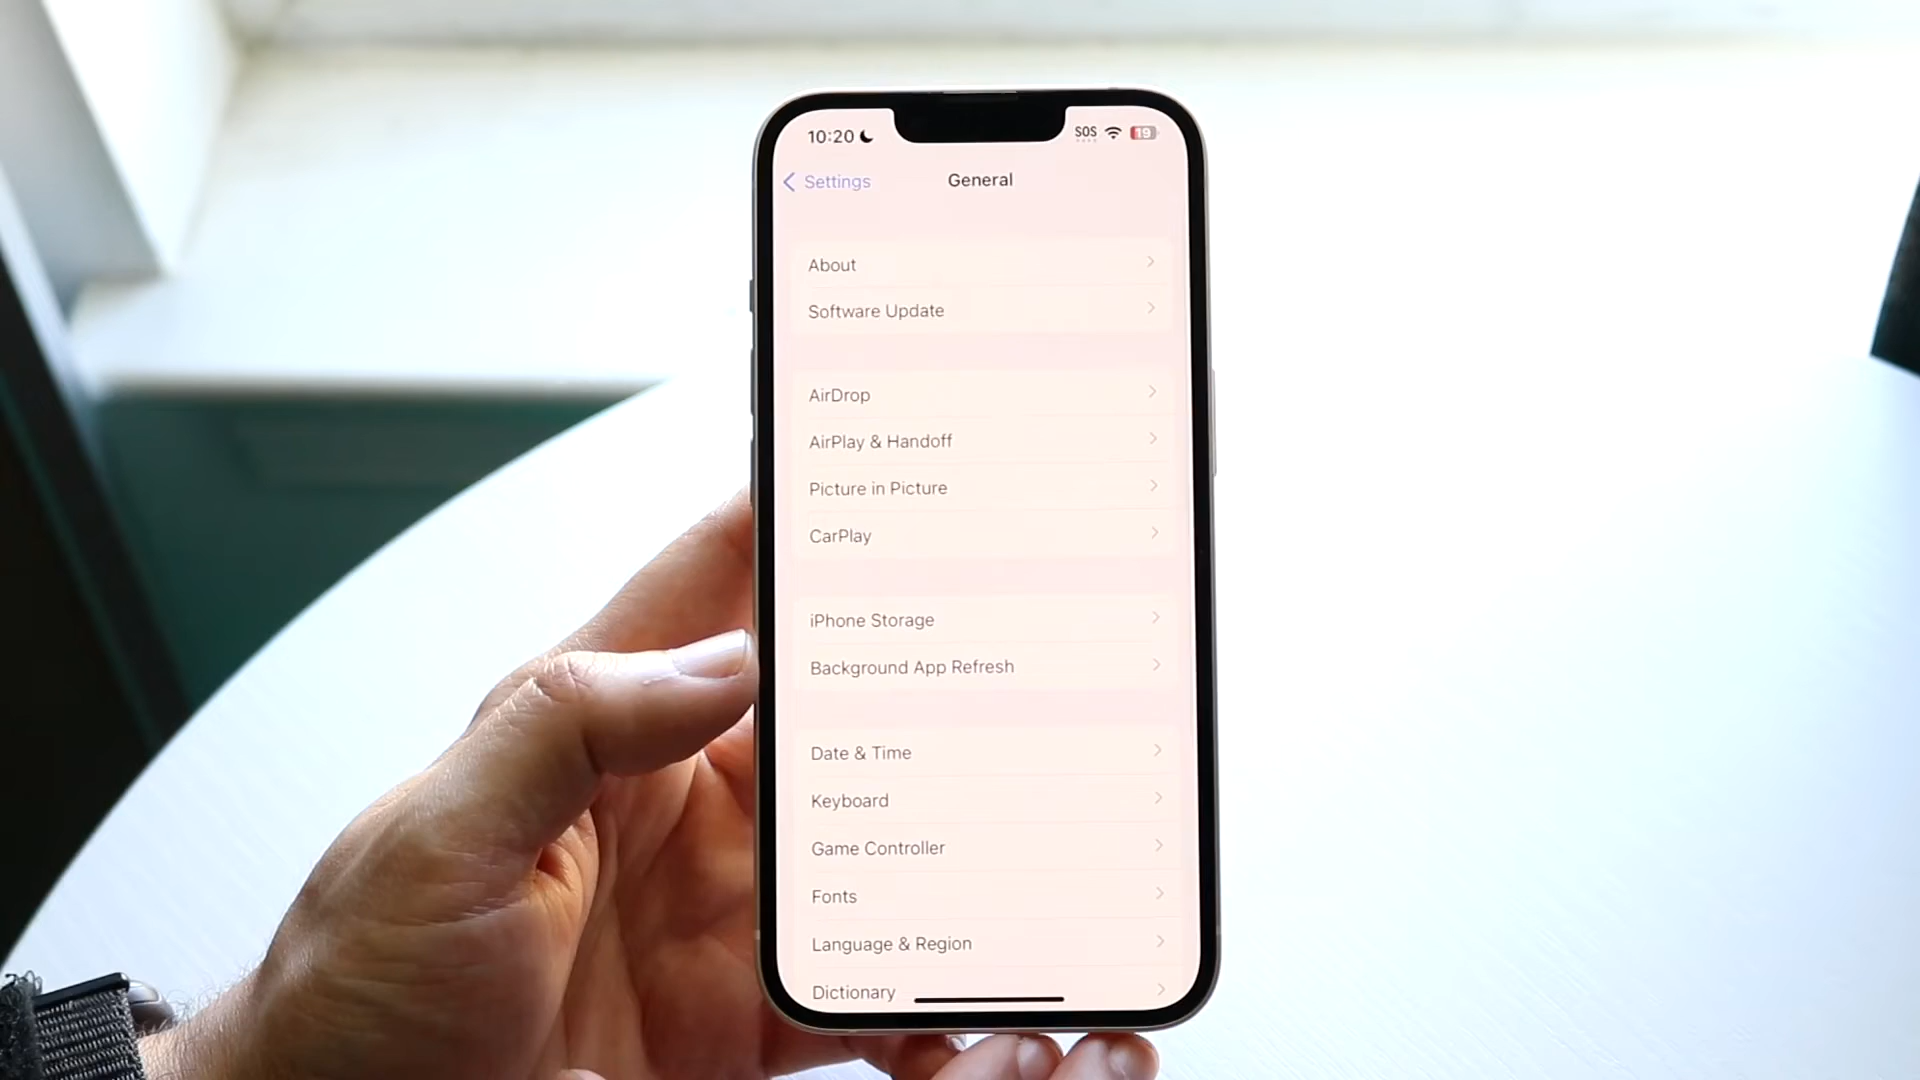 10:20 SOS 19
Settings General
About
Software Update
AirDrop
AirPlay & Handoff
Picture in Picture
CarPlay
iPhone Storage
Background App Refresh
Date & Time
Keyboard
Game Controller
Fonts
Language & Region
Dictionary